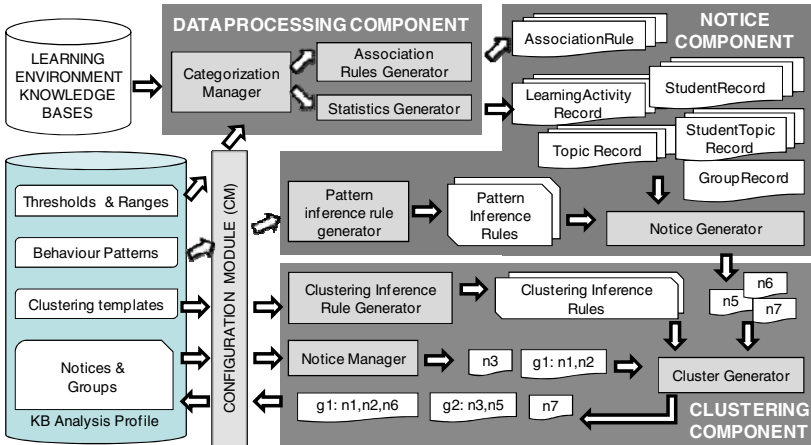 DATA PROCESSING COMPONENT
NOTICE
COMPONENT
LEARNING
ENVIRONMENT
KNOWLEDGE
BASES
Categorization
Manager
Association
Rules Generator
Statistics Generator
AssociationRule
LearningActivity
Record
StudentRecord
Topic Record
StudentTopic
Record
GroupRecord
Thresholds & Ranges
Behaviour Patterns
Clustering templates
Notices &
Groups
KB Analysis Profile
CONFIGURATION MODULE (CM)
Pattern
inference rule
generator
Pattern
Inference
Rules
Notice Generator
Clustering Inference
Rule Generator
Clustering Inference
Rules
n6
n5
n7
Notice Manager
n3
g1: n1,n2
Cluster Generator
g1: n1,n2,n6
g2: n3,n5
n7
CLUSTERING
COMPONENT